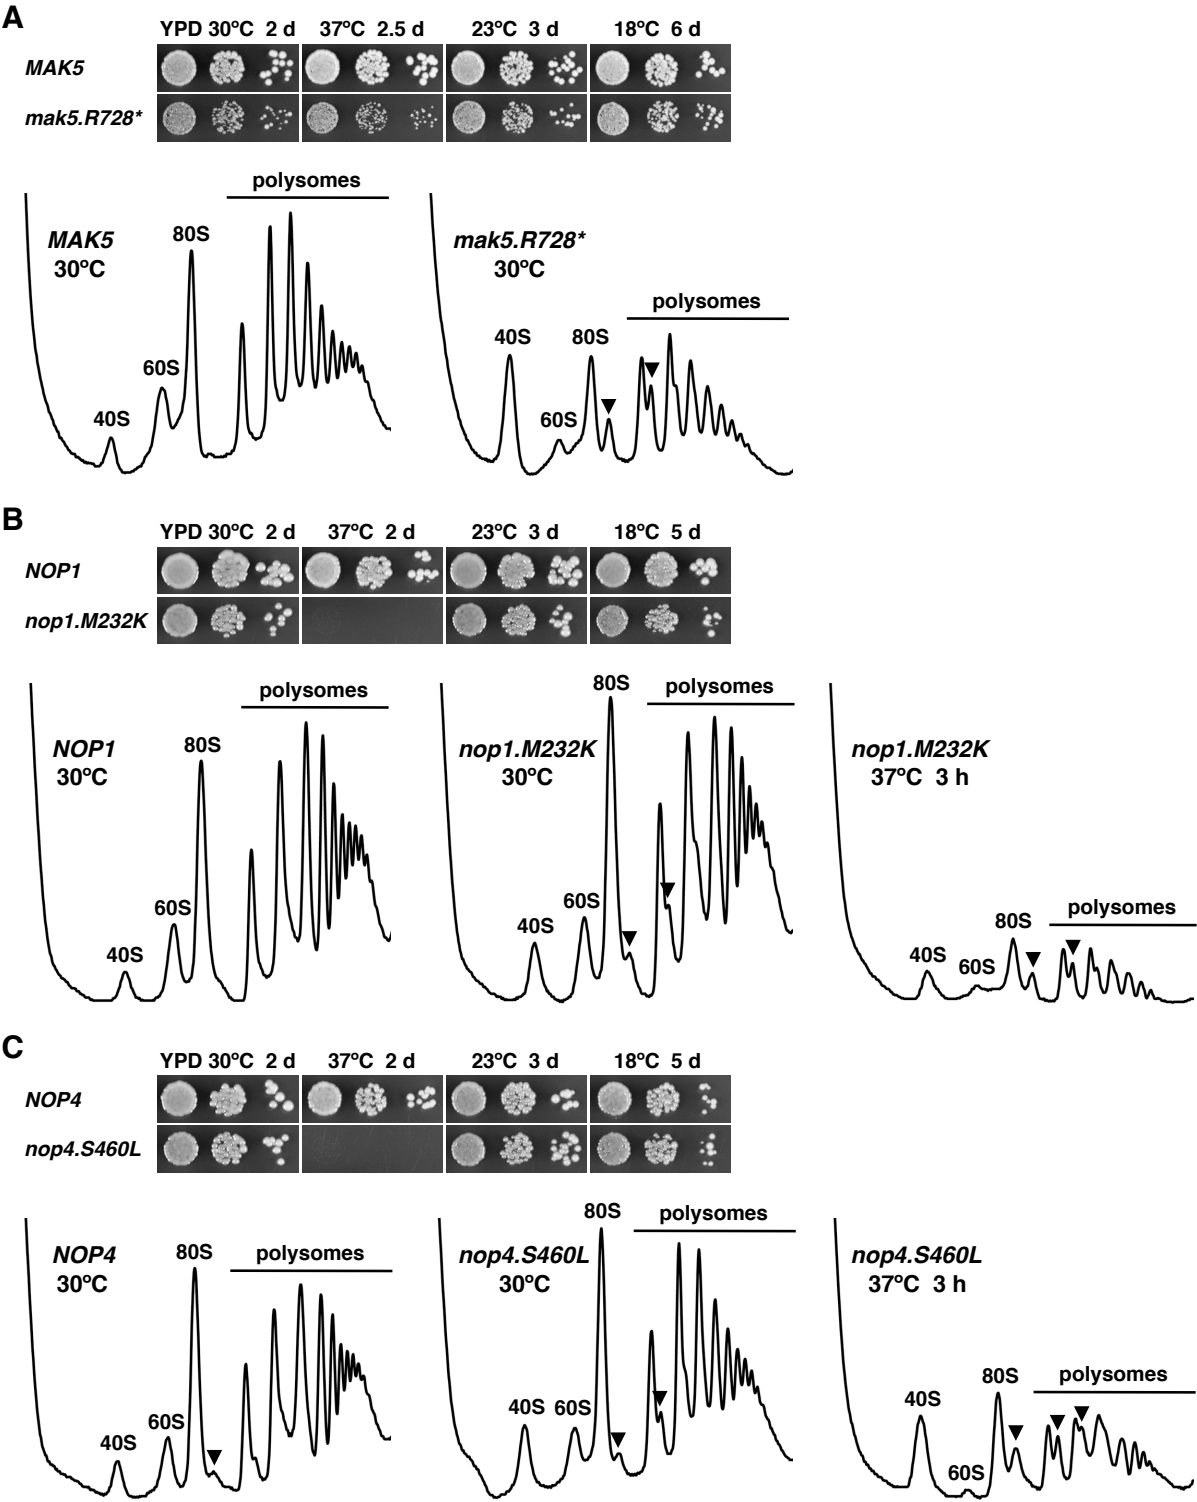 A
YPD 30ºC 2 d 37ºC 2.5 d 23ºC 3 d 18ºC 6 d
MAK5
mak5.R728*
polysomes
MAK5
30ºC
40S
60S
80S
mak5.R728*
30ºC
polysomes
40S
60S
80S
B
YPD 30ºC 2 d 37ºC 2 d 23ºC 3 d 18ºC 5 d
NOP1
nop1.M232K
polysomes
NOP1
30ºC
40S
60S
80S
polysomes
nop1.M232K
30ºC
40S
60S
80S
nop1.M232K
37ºC 3 h
polysomes
40S
60S
80S
C
YPD 30ºC 2 d 37ºC 2 d 23ºC 3 d 18ºC 5 d
NOP4
nop4.S460L
polysomes
NOP4
30ºC
40S
60S
80S
polysomes
nop4.S460L
30ºC
40S
60S
80S
nop4.S460L
37ºC 3 h
polysomes
40S
60S
80S